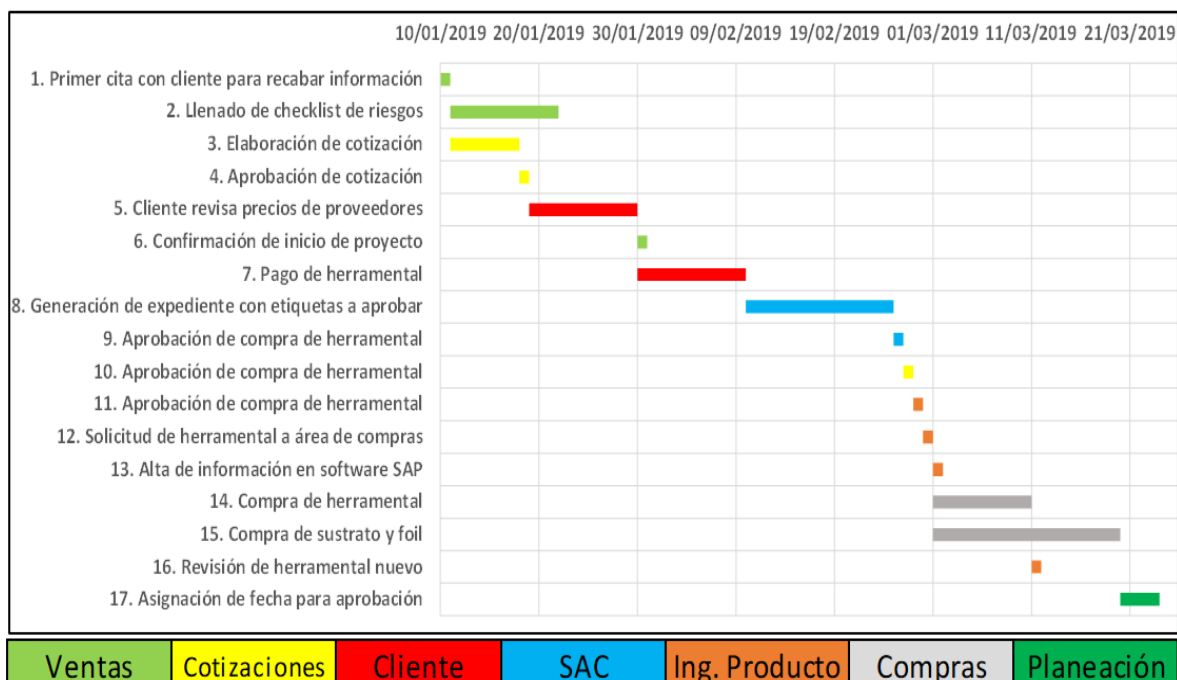 10/01/2019 20/01/2019 30/01/2019 09/02/2019 19/02/2019 01/03/2019 11/03/2019 21/03/2019
1. Primer cita con cliente para recabar información
2. Llenado de checklist de riesgos
3. Elaboración de cotización
4. Aprobación de cotización
5. Cliente revisa precios de proveedores
6. Confirmación de inicio de proyecto
7. Pago de herramental
8. Generación de expediente con etiquetas a aprobar
9. Aprobación de compra de herramental
10. Aprobación de compra de herramental
11. Aprobación de compra de herramental
12. Solicitud de herramental a área de compras
13. Alta de información en software SAP
14. Compra de herramental
15. Compra de sustrato y foil
16. Revisión de herramental nuevo
17. Asignación de fecha para aprobación
Ventas Cotizaciones Cliente SAC Ing. Producto Compras Planeación